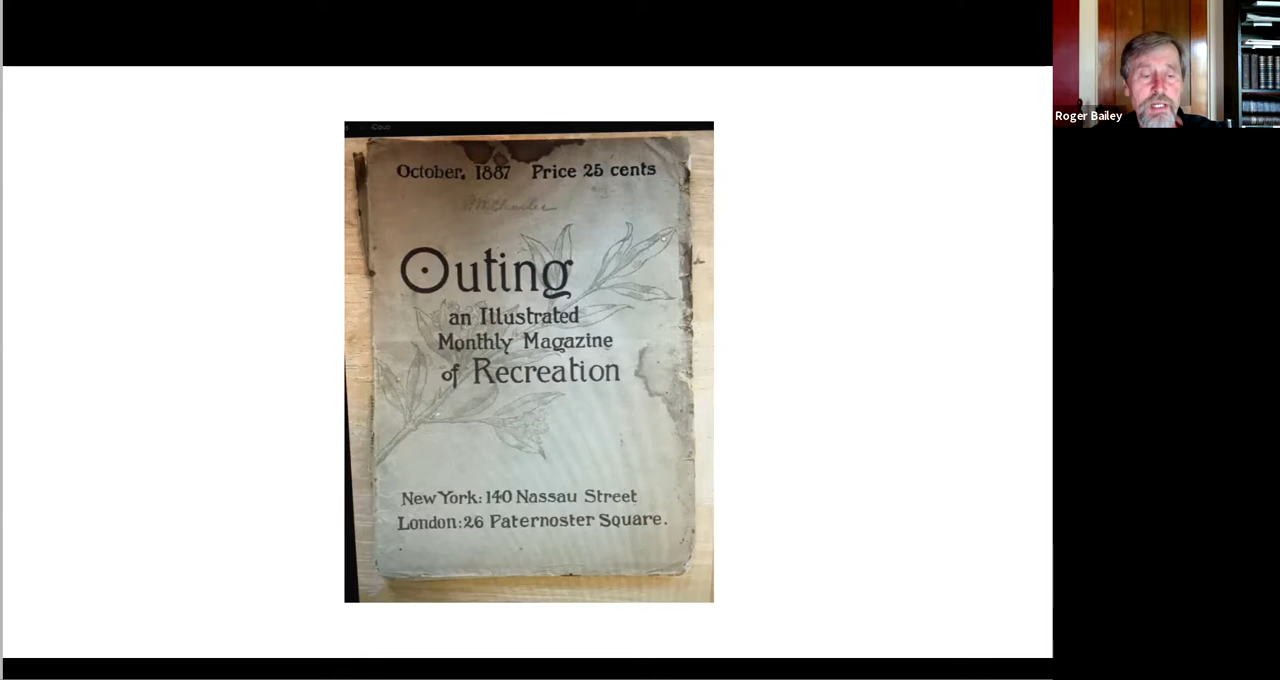 October, 1887 Price 25 cents
Outing
an Illustrated
Monthly Magazine
of Recreation
New York: 140 Nassau Street
London: 26 Paternoster Square.
Roger Bailey